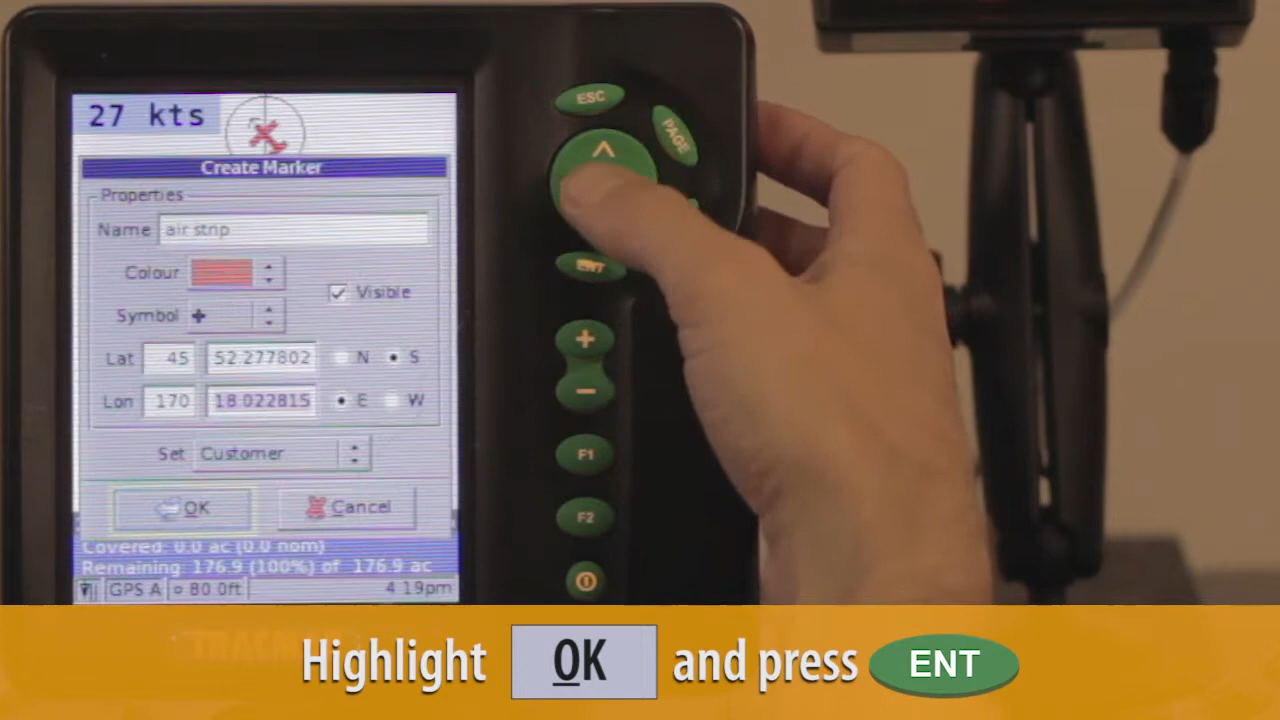 27 kts
Create Marker
Properties
Name air strip
Colour
Visible
Symbol
Lat 45 52.277802 N S
Lon 170 18.022815 E W
Set Customer
OK Cancel
Covered: 0.0 ac (0.0 nom)
Remaining 176.9 (100%) of 176.9 ac
GPS A 80.0ft 4 19pm
ESC
PAGE
ENT
+
−
F1
F2
Highlight OK and press ENT